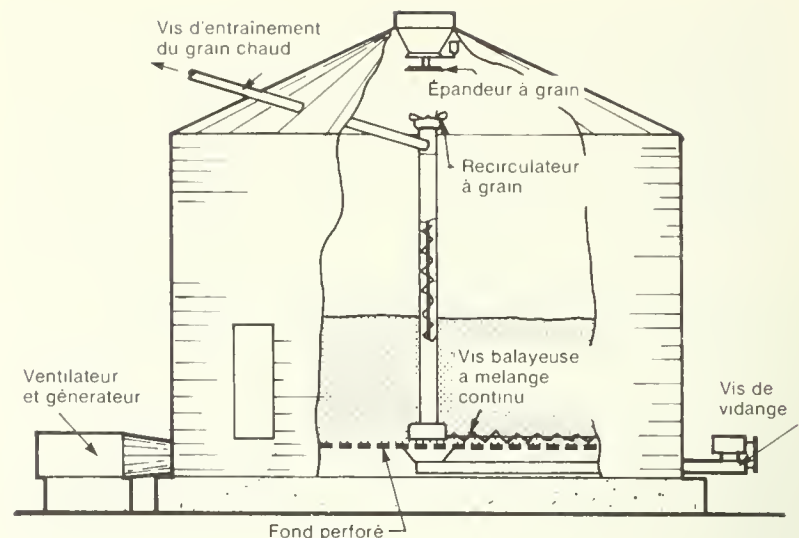 Vis d'entraînement
du grain chaud
Épandeur à grain
Recirculateur
à grain
Vis balayeuse
a melange
continu
Ventilateur
et génerateur
Vis de
vidange
Fond perforé